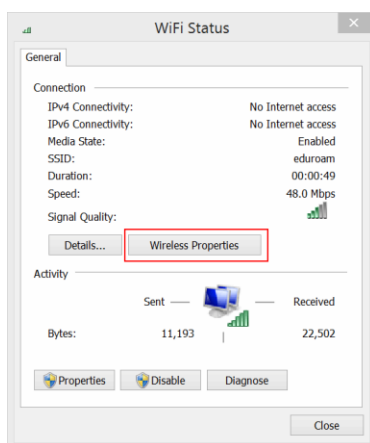 WiFi Status
General
Connection
IPv4 Connectivity: No Internet access
IPv6 Connectivity: No Internet access
Media State: Enabled
SSID: eduroam
Duration: 00:00:49
Speed: 48.0 Mbps
Signal Quality:
Details... Wireless Properties
Activity
Sent Received
Bytes: 11,193 22,502
Properties Disable Diagnose
Close